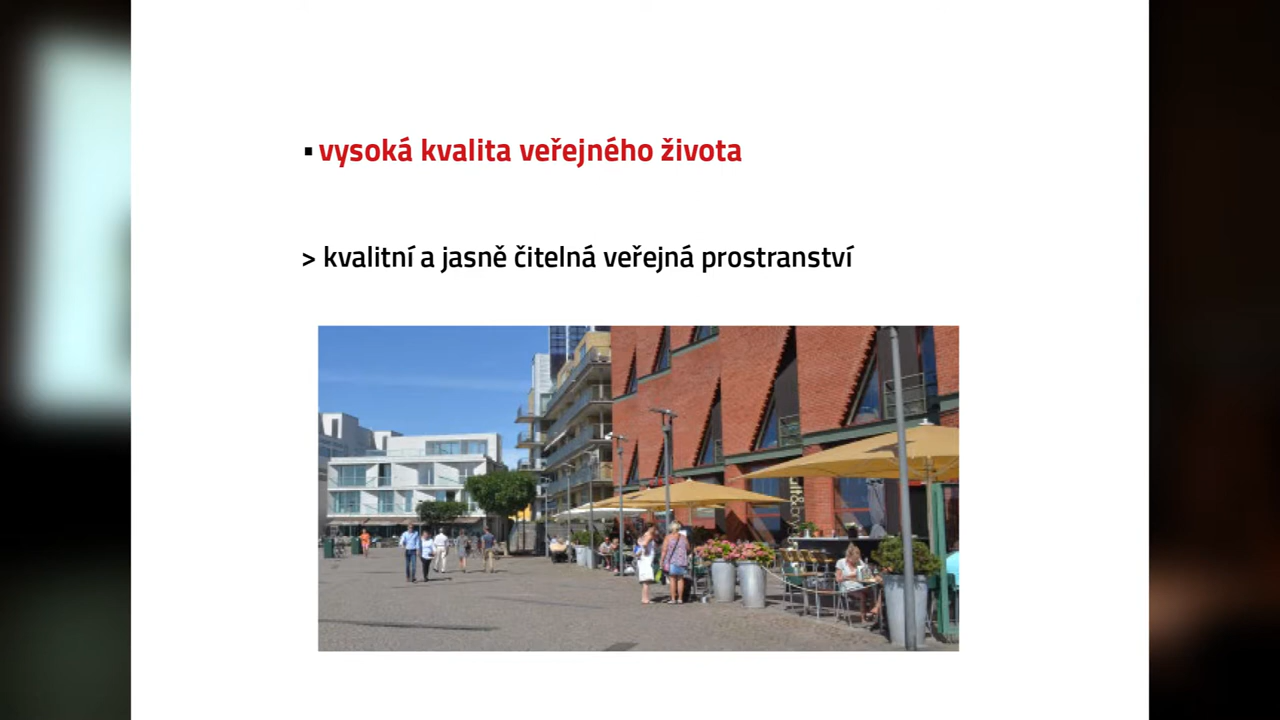 ▪ vysoká kvalita veřejného života
> kvalitní a jasně čitelná veřejná prostranství